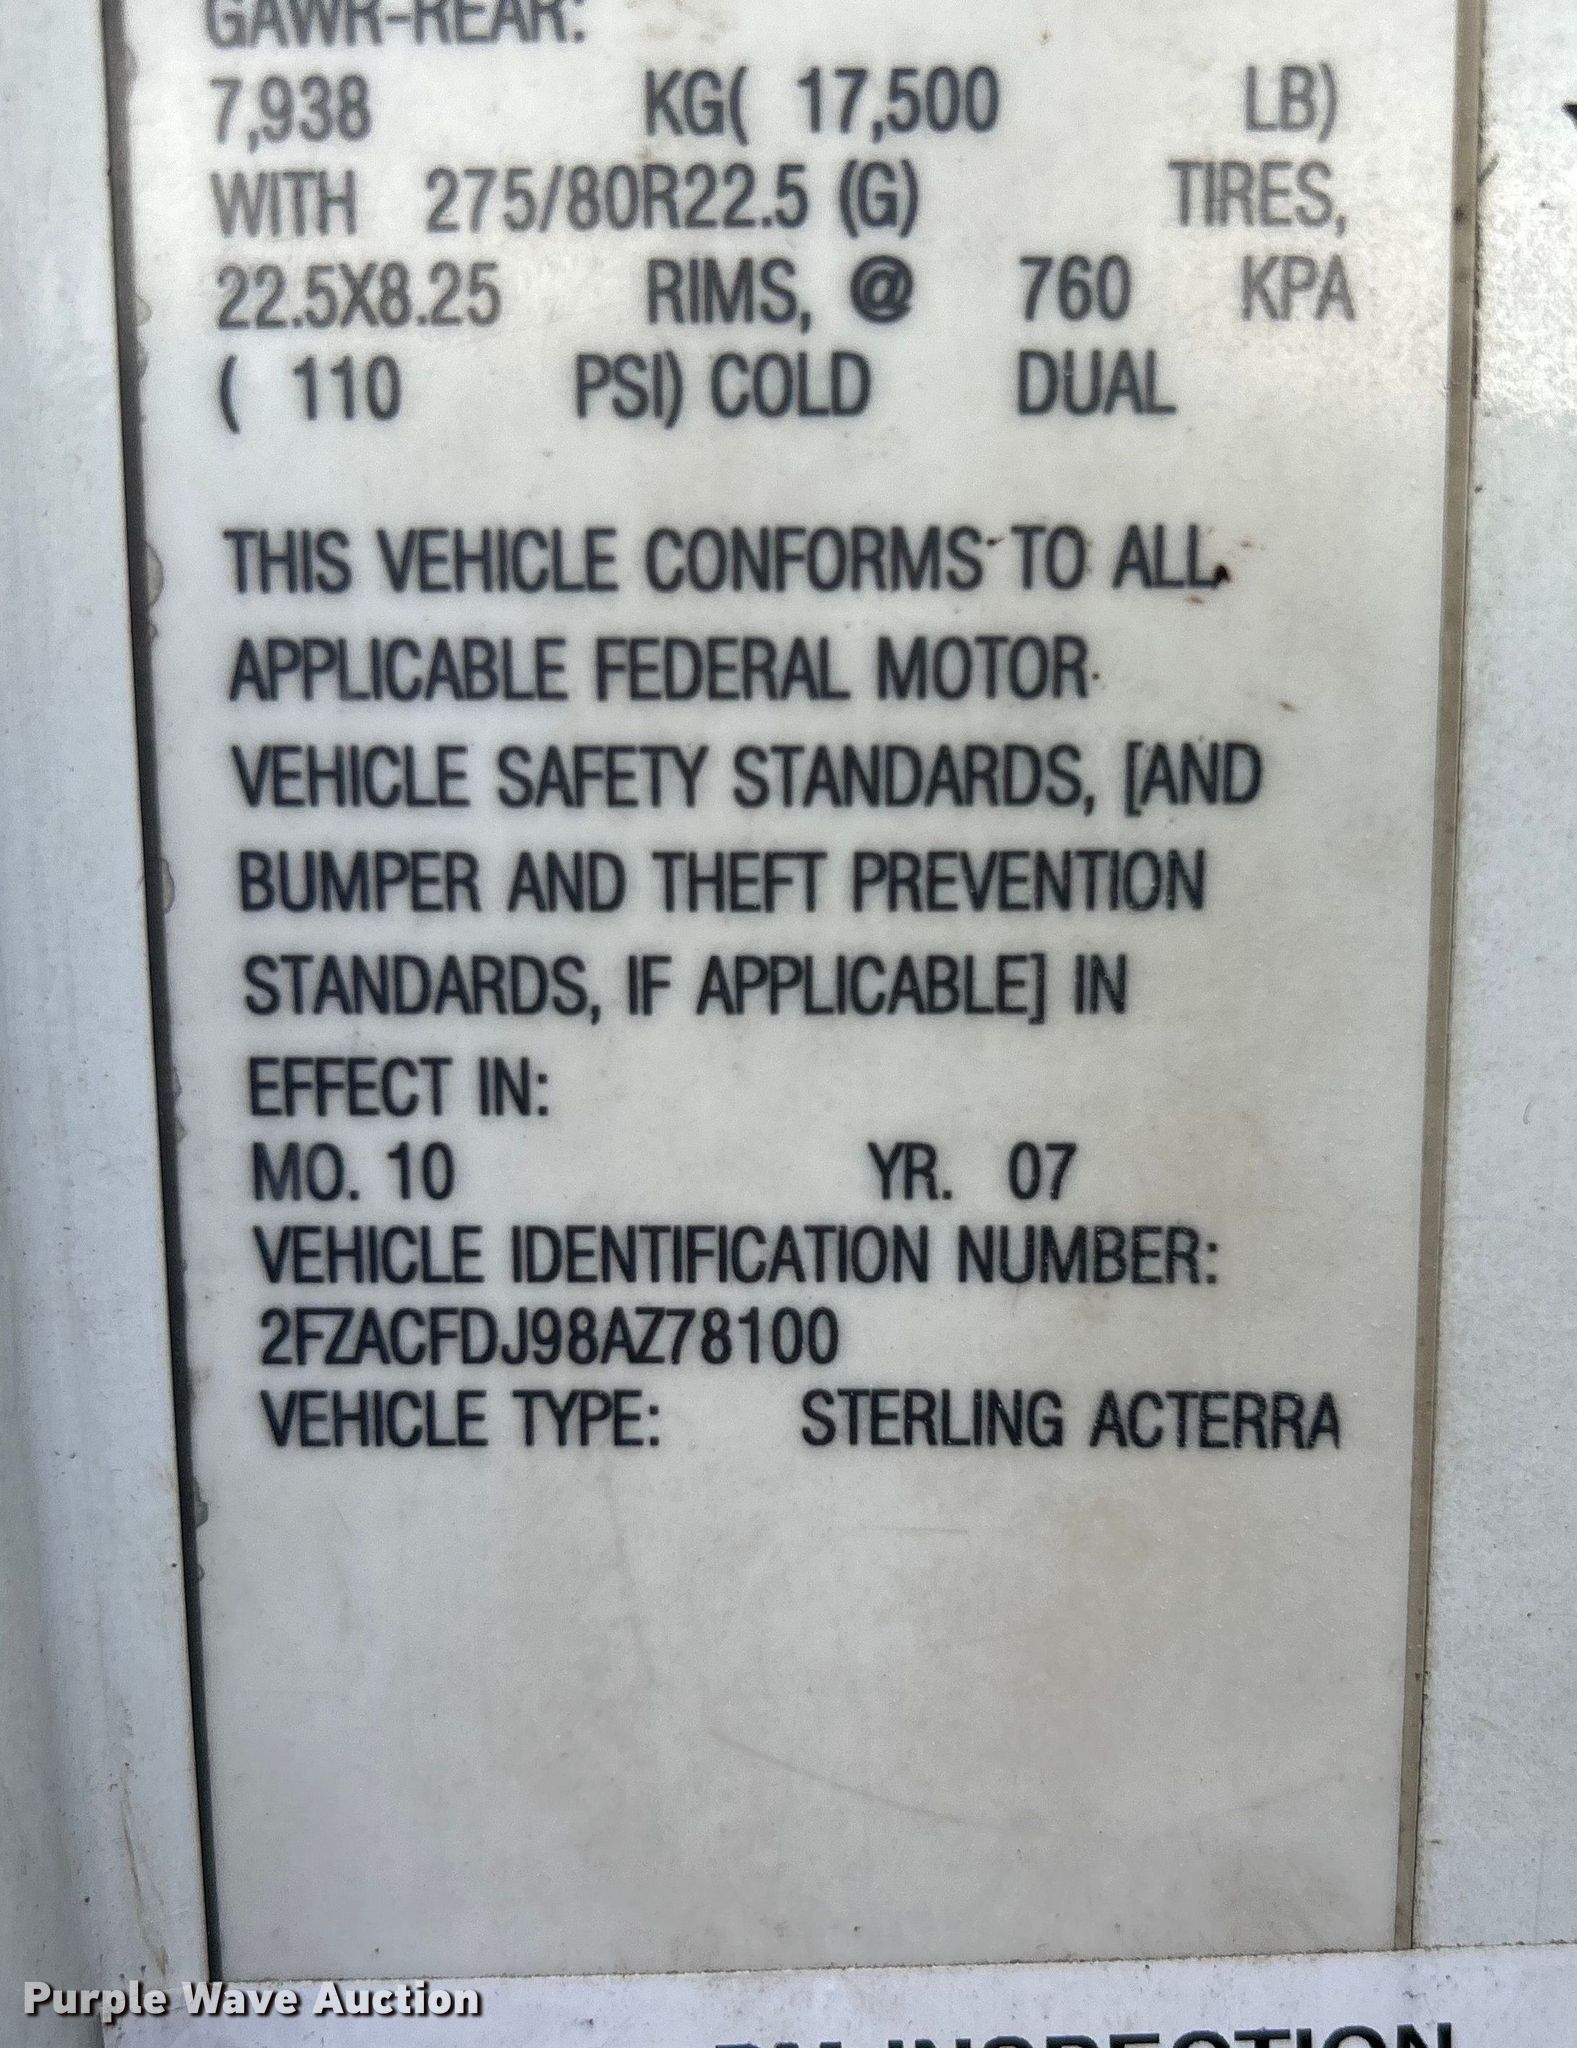 GAWR-REAR:
7,938 KG( 17,500 LB)
WITH 275/80R22.5 (G) TIRES,
22.5X8.25 RIMS, @ 760 KPA
( 110 PSI) COLD DUAL
THIS VEHICLE CONFORMS TO ALL
APPLICABLE FEDERAL MOTOR
VEHICLE SAFETY STANDARDS, [AND
BUMPER AND THEFT PREVENTION
STANDARDS, IF APPLICABLE] IN
EFFECT IN:
MO. 10 YR. 07
VEHICLE IDENTIFICATION NUMBER:
2FZACFDJ98AZ78100
VEHICLE TYPE: STERLING ACTERRA
Purple Wave Auction
PM INSPECTION